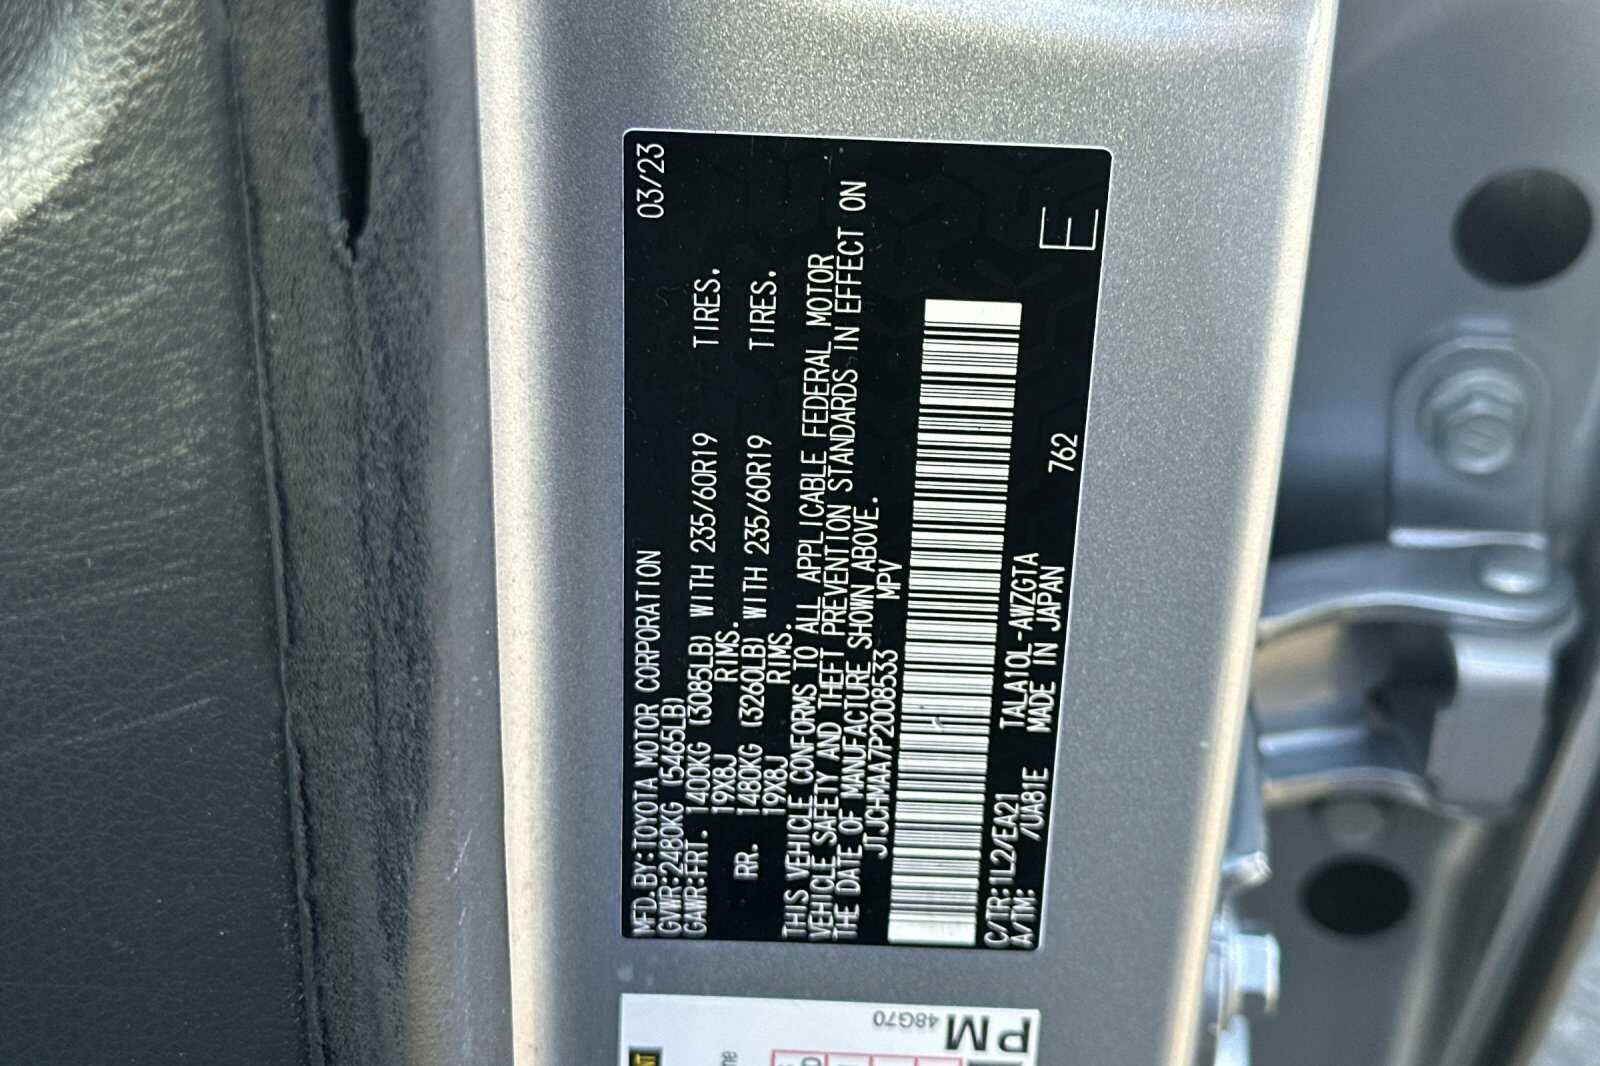 MFD.BY:TOYOTA MOTOR CORPORATION 03/23
GVWR:2480KG (5465LB)
GAWR:FRT. 1400KG (3085LB) WITH 235/60R19 TIRES.
19X8J RIMS.
RR. 1480KG (3260LB) WITH 235/60R19 TIRES.
19X8J RIMS.
THIS VEHICLE CONFORMS TO ALL APPLICABLE FEDERAL MOTOR
VEHICLE SAFETY AND THEFT PREVENTION STANDARDS IN EFFECT ON
THE DATE OF MANUFACTURE SHOWN ABOVE.
JTJCHMAA7P2008533 MPV
C/TR:1L2/EA21 TALA10L-AWZGTA
A/TM: /UA81E MADE IN JAPAN 762
E
48G70
PM